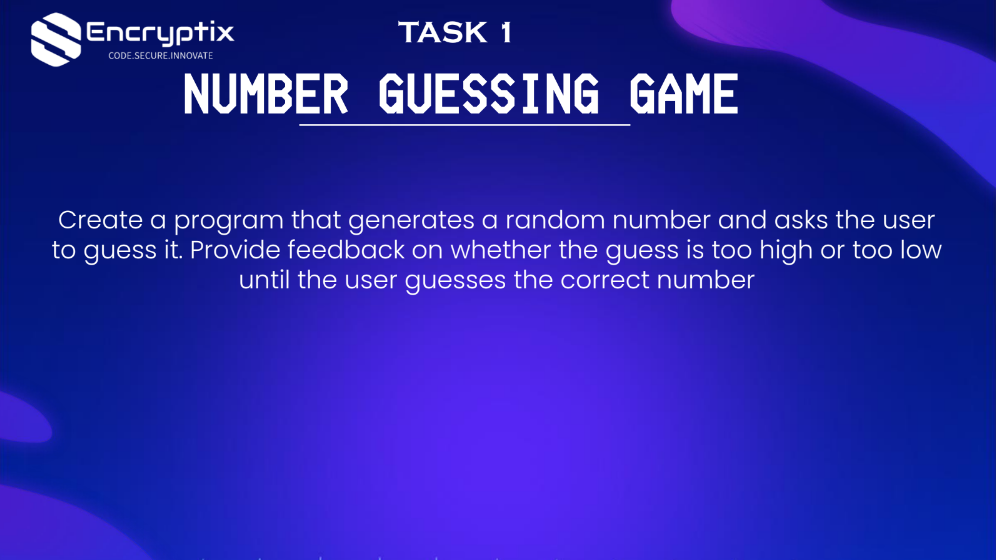 Encryptix
CODE.SECURE.INNOVATE
TASK 1
NUMBER GUESSING GAME
Create a program that generates a random number and asks the user
to guess it. Provide feedback on whether the guess is too high or too low
until the user guesses the correct number